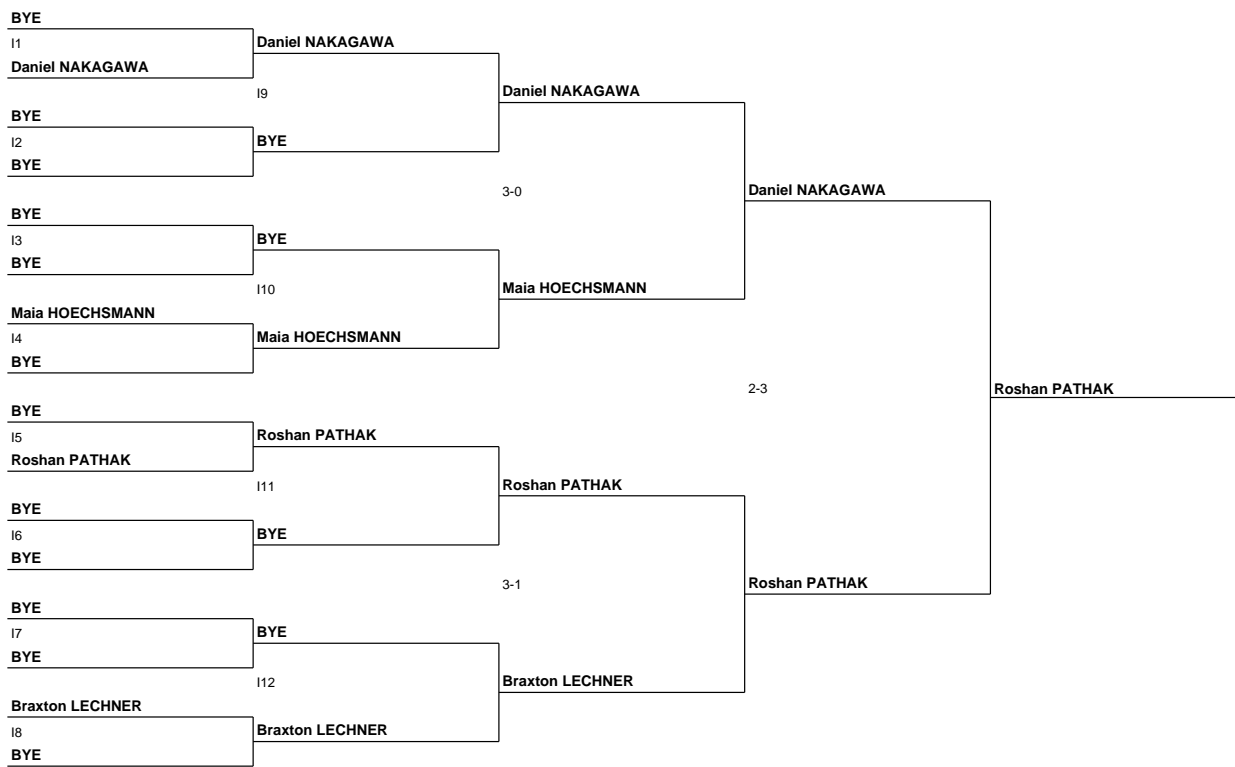 BYE
I1
Daniel NAKAGAWA
Daniel NAKAGAWA
I9
Daniel NAKAGAWA
BYE
I2
BYE
BYE
3-0
Daniel NAKAGAWA
BYE
I3
BYE
BYE
I10
Maia HOECHSMANN
Maia HOECHSMANN
I4
Maia HOECHSMANN
BYE
2-3
Roshan PATHAK
BYE
I5
Roshan PATHAK
Roshan PATHAK
I11
Roshan PATHAK
BYE
I6
BYE
BYE
3-1
Roshan PATHAK
BYE
I7
BYE
BYE
I12
Braxton LECHNER
Braxton LECHNER
I8
Braxton LECHNER
BYE